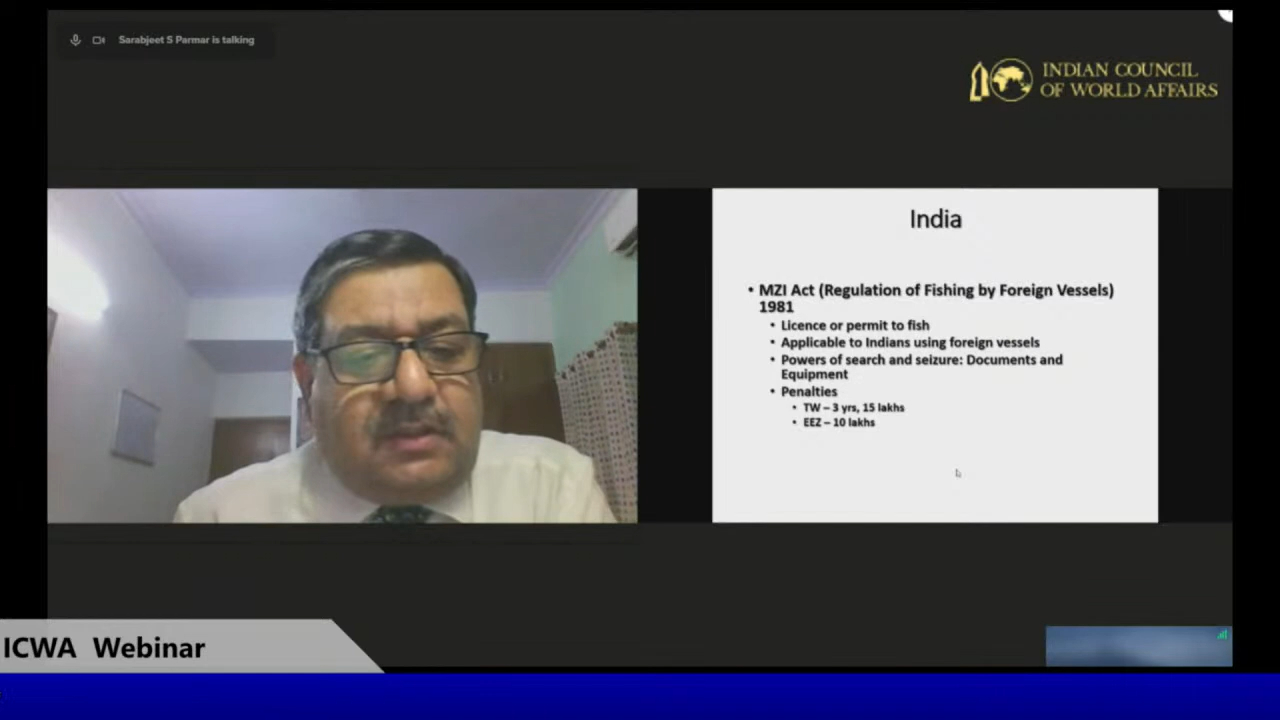 Sarabjeet S Parmar is talking
INDIAN COUNCIL
OF WORLD AFFAIRS
India
• MZI Act (Regulation of Fishing by Foreign Vessels)
1981
• Licence or permit to fish
• Applicable to Indians using foreign vessels
• Powers of search and seizure: Documents and
Equipment
• Penalties
• TW – 3 yrs, 15 lakhs
• EEZ – 10 lakhs
ICWA Webinar